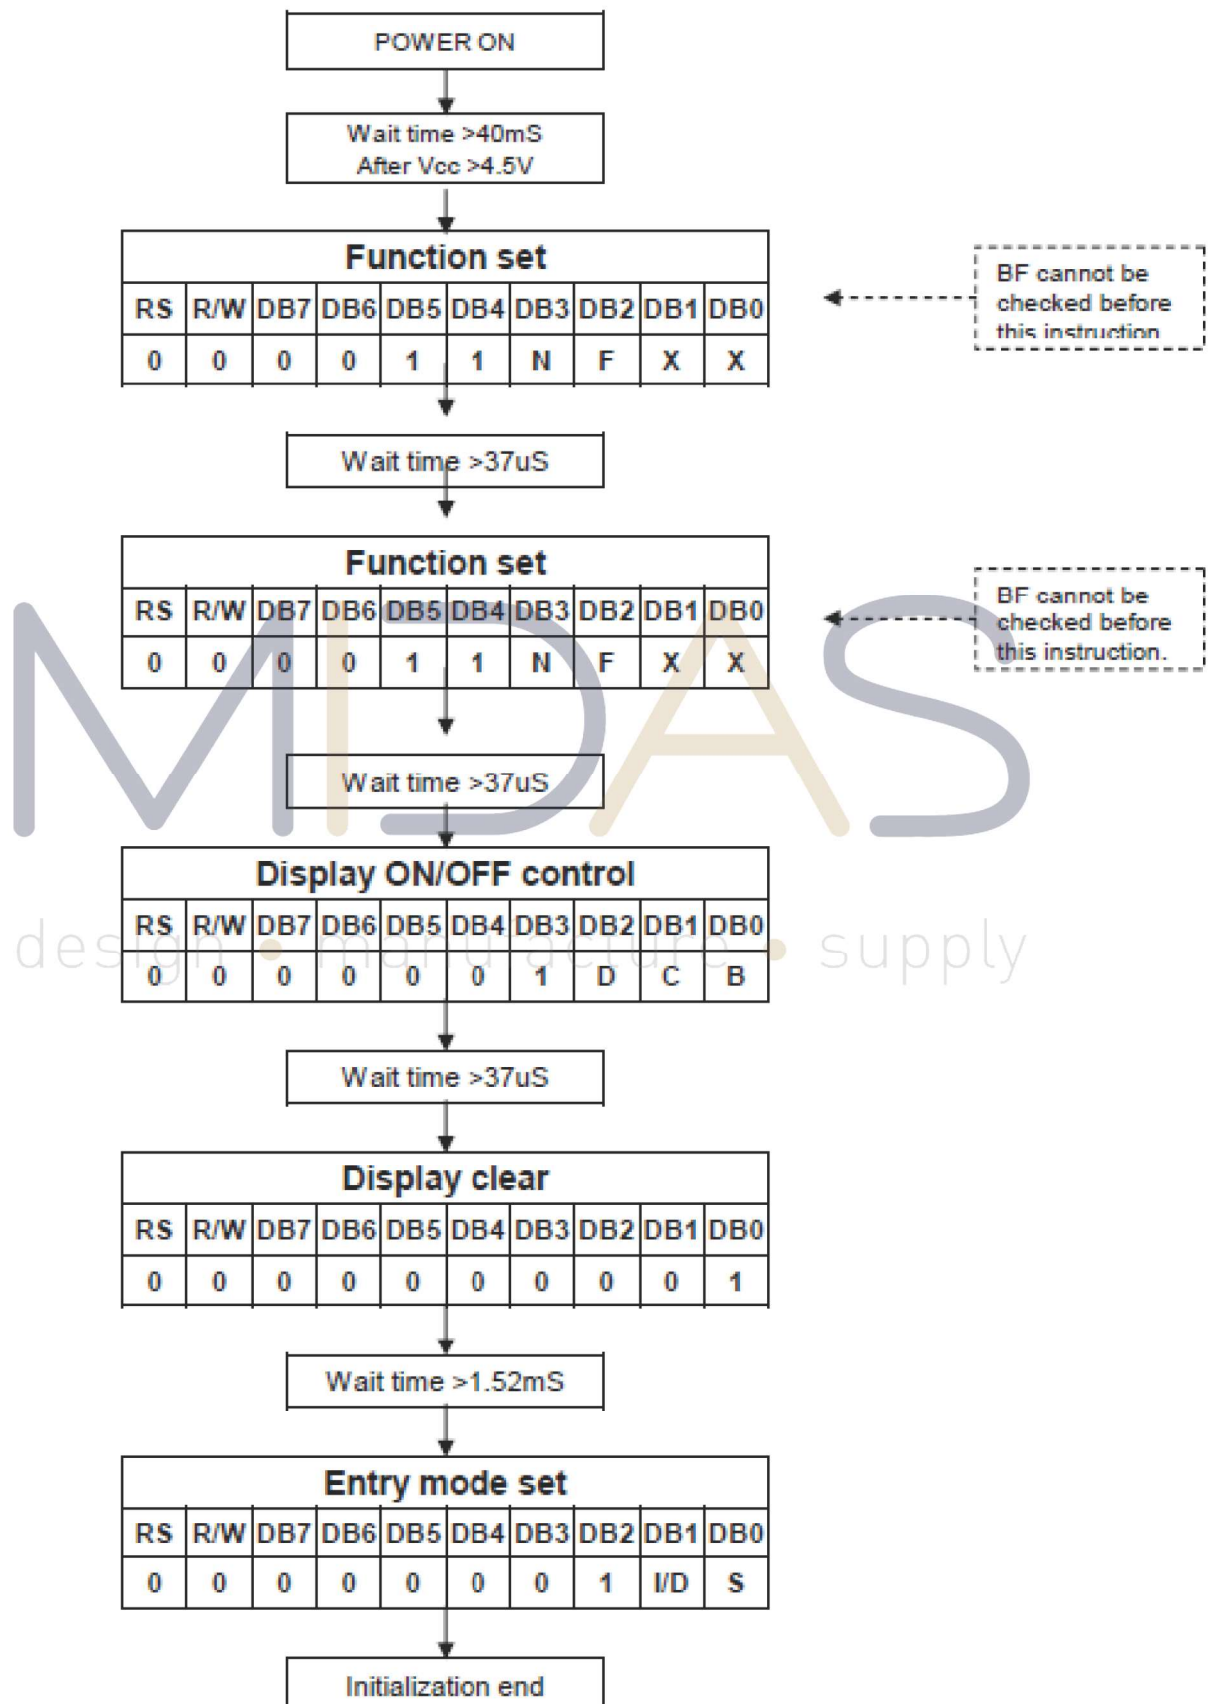 POWER ON
Wait time >40mS
After Vcc >4.5V
Function set
RS R/W DB7 DB6 DB5 DB4 DB3 DB2 DB1 DB0
0 0 0 0 1 1 N F X X
BF cannot be
checked before
this instruction.
Wait time >37uS
Function set
RS R/W DB7 DB6 DB5 DB4 DB3 DB2 DB1 DB0
0 0 0 0 1 1 N F X X
BF cannot be
checked before
this instruction.
MIDAS
Wait time >37uS
Display ON/OFF control
RS R/W DB7 DB6 DB5 DB4 DB3 DB2 DB1 DB0
design • manufacture • supply
0 0 0 0 0 0 1 D C B
Wait time >37uS
Display clear
RS R/W DB7 DB6 DB5 DB4 DB3 DB2 DB1 DB0
0 0 0 0 0 0 0 0 0 1
Wait time >1.52mS
Entry mode set
RS R/W DB7 DB6 DB5 DB4 DB3 DB2 DB1 DB0
0 0 0 0 0 0 0 1 I/D S
Initialization end